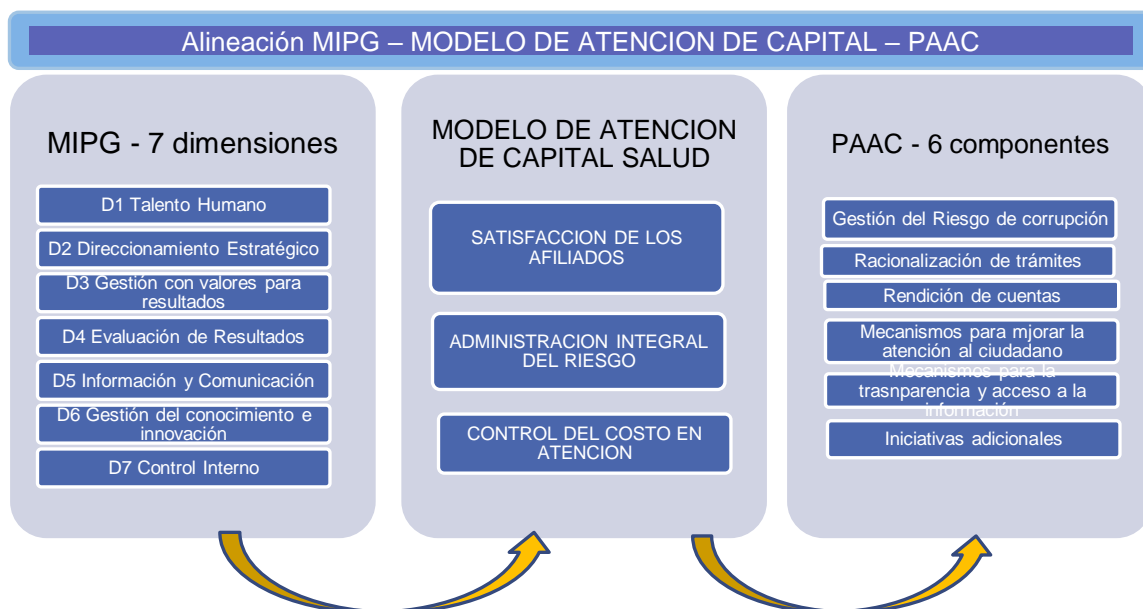 Alineación MIPG – MODELO DE ATENCION DE CAPITAL – PAAC
MIPG - 7 dimensiones
D1 Talento Humano
D2 Direccionamiento Estratégico
D3 Gestión con valores para
resultados
D4 Evaluación de Resultados
D5 Información y Comunicación
D6 Gestión del conocimiento e
innovación
D7 Control Interno
MODELO DE ATENCION
DE CAPITAL SALUD
SATISFACCION DE LOS
AFILIADOS
ADMINISTRACION INTEGRAL
DEL RIESGO
CONTROL DEL COSTO EN
ATENCION
PAAC - 6 componentes
Gestión del Riesgo de corrupción
Racionalización de trámites
Rendición de cuentas
Mecanismos para mjorar la
atención al ciudadano
Mecanismos para la
trasnparencia y acceso a la
información
Iniciativas adicionales